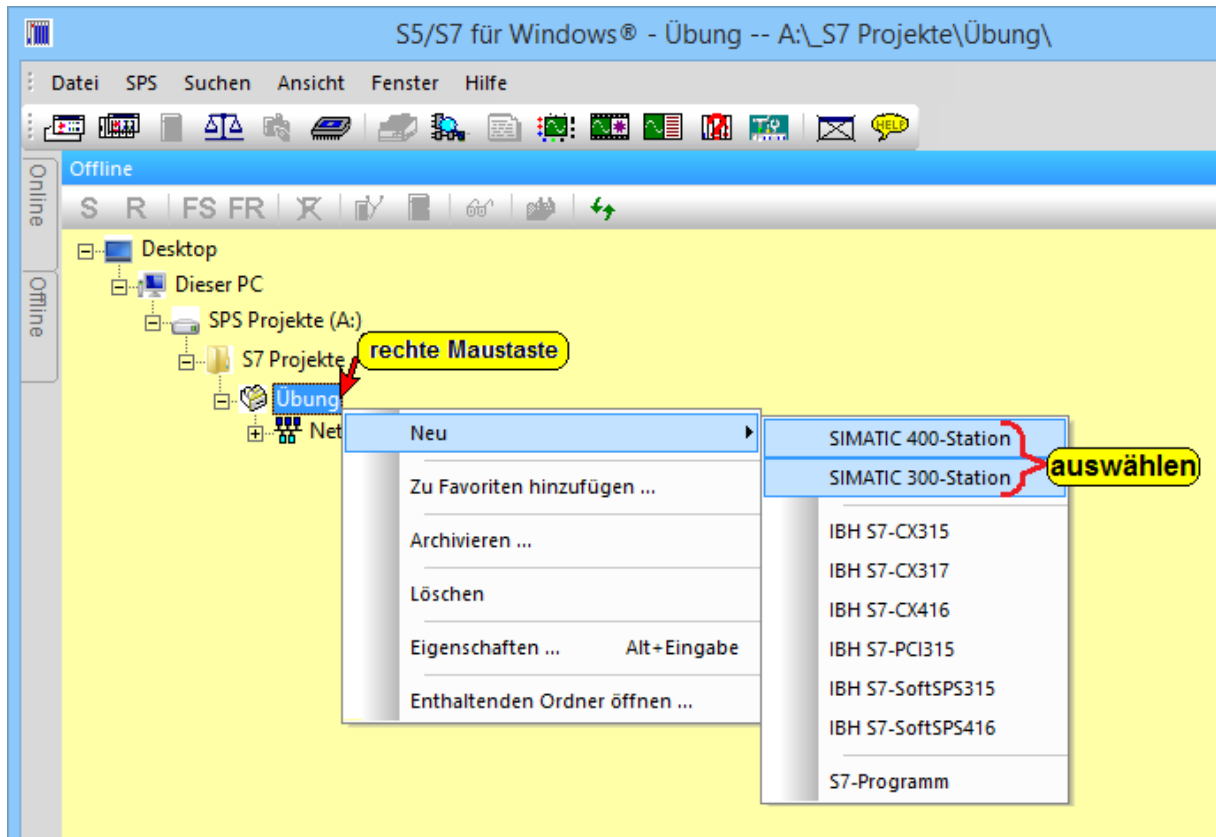 S5/S7 für Windows® - Übung -- A:\_S7 Projekte\Übung\
Datei SPS Suchen Ansicht Fenster Hilfe
HELP
Online
Offline
Offline
S R FS FR
Desktop
Dieser PC
SPS Projekte (A:)
S7 Projekte
rechte Maustaste
Übung
Net
Neu
Zu Favoriten hinzufügen ...
Archivieren ...
Löschen
Eigenschaften ... Alt+Eingabe
Enthaltenden Ordner öffnen ...
SIMATIC 400-Station
SIMATIC 300-Station
auswählen
IBH S7-CX315
IBH S7-CX317
IBH S7-CX416
IBH S7-PCI315
IBH S7-SoftSPS315
IBH S7-SoftSPS416
S7-Programm